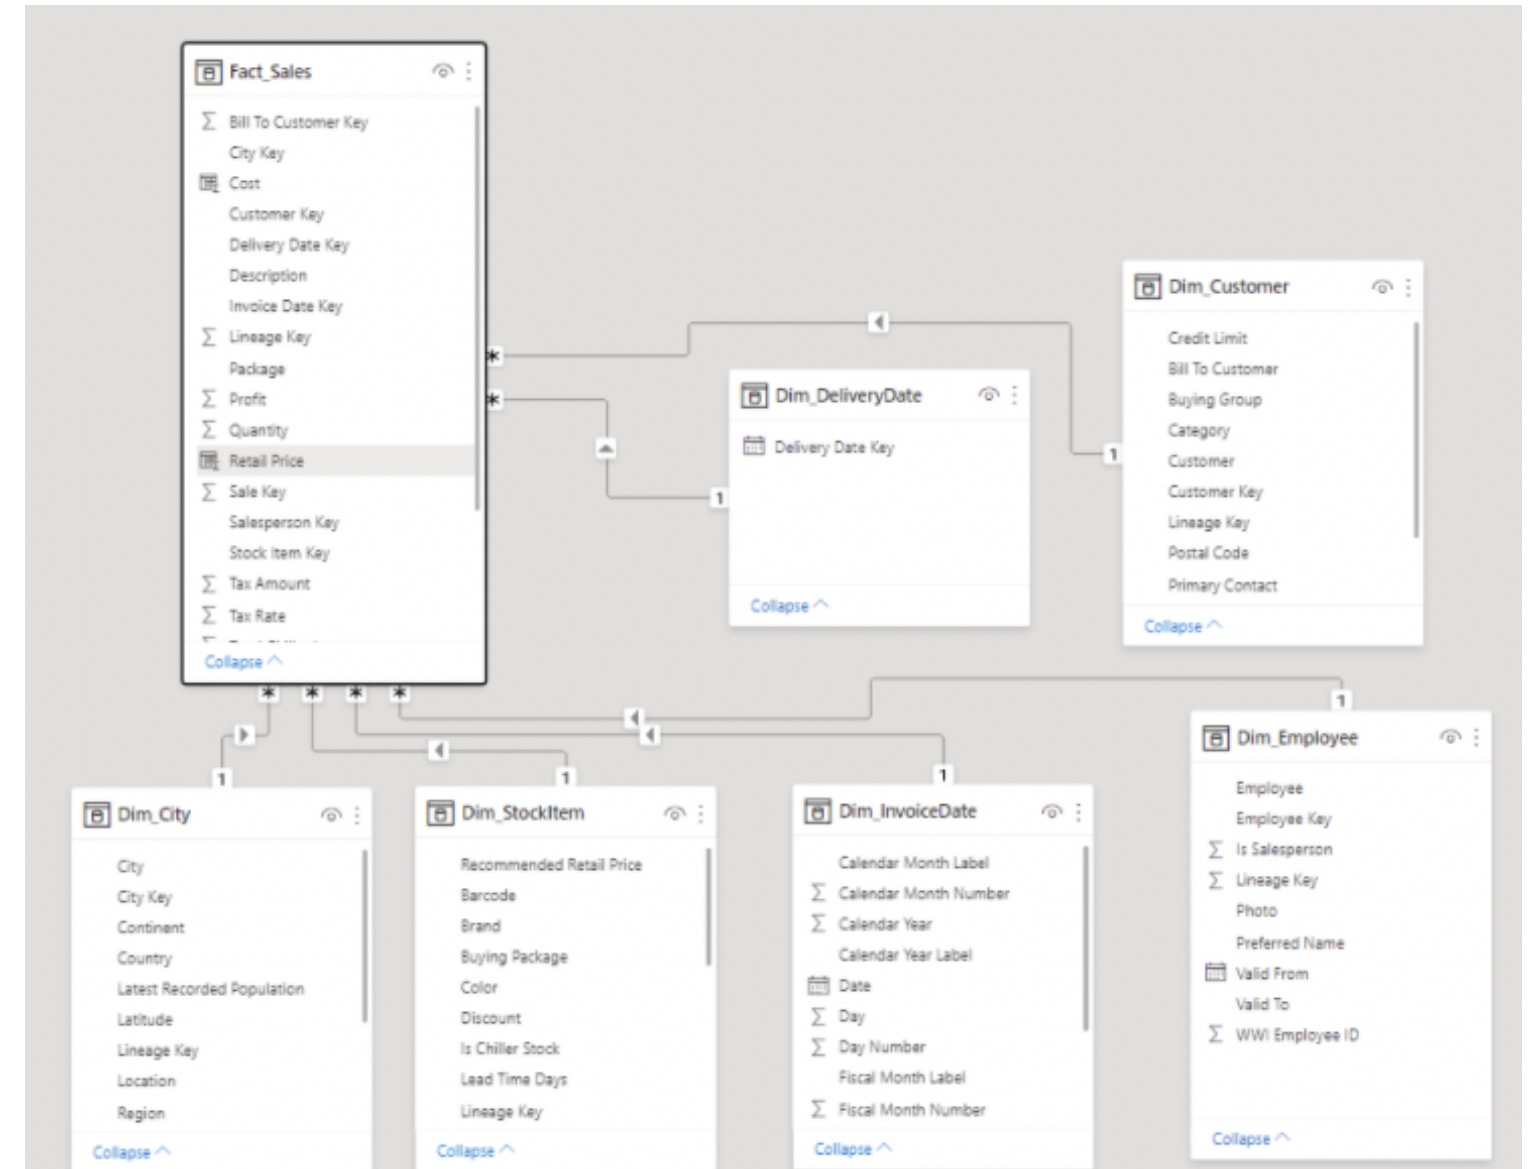 Fact_Sales
Bill To Customer Key
City Key
Cost
Customer Key
Delivery Date Key
Description
Invoice Date Key
Lineage Key
Package
Profit
Quantity
Retail Price
Sale Key
Salesperson Key
Stock Item Key
Tax Amount
Tax Rate
Collapse
*
*
1
1
Dim_DeliveryDate
Delivery Date Key
Collapse
Dim_Customer
Credit Limit
Bill To Customer
Buying Group
Category
Customer
Customer Key
Lineage Key
Postal Code
Primary Contact
Collapse
* * * *
1
1
1
1
Dim_City
City
City Key
Continent
Country
Latest Recorded Population
Latitude
Lineage Key
Location
Region
Collapse
Dim_StockItem
Recommended Retail Price
Barcode
Brand
Buying Package
Color
Discount
Is Chiller Stock
Lead Time Days
Lineage Key
Collapse
Dim_InvoiceDate
Calendar Month Label
Calendar Month Number
Calendar Year
Calendar Year Label
Date
Day
Day Number
Fiscal Month Label
Fiscal Month Number
Collapse
Dim_Employee
Employee
Employee Key
Is Salesperson
Lineage Key
Photo
Preferred Name
Valid From
Valid To
WWI Employee ID
Collapse